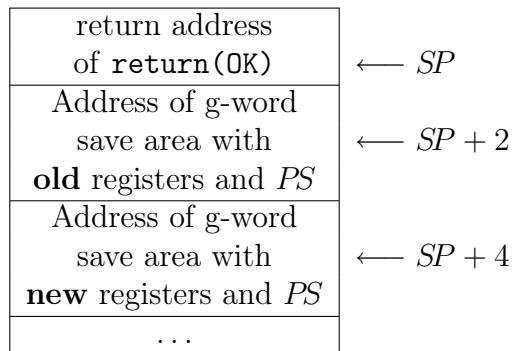 return address
of return(OK)
⟵ SP
Address of g-word
save area with
old registers and PS
⟵ SP + 2
Address of g-word
save area with
new registers and PS
⟵ SP + 4
. . .